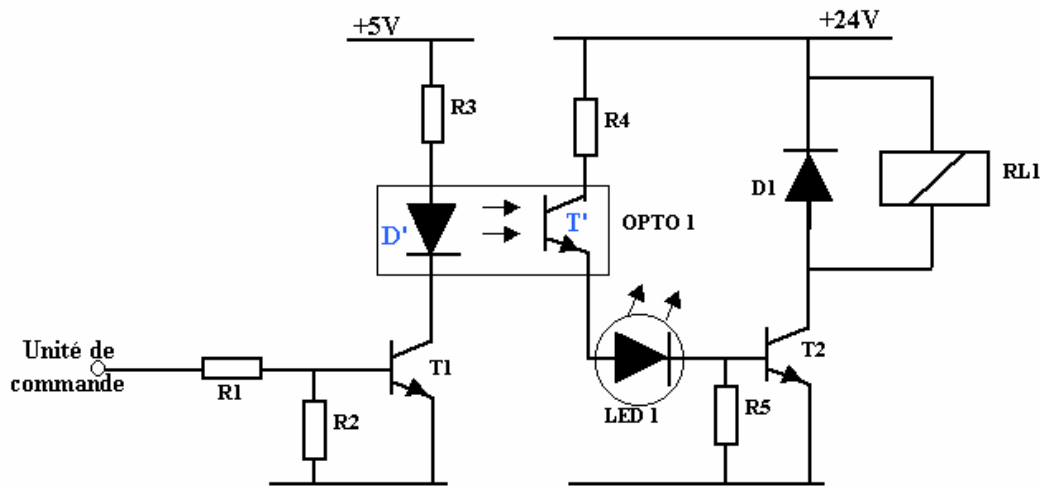 +5V
+24V
R3
R4
D1
RL1
D'
T'
OPTO 1
Unité de
commande
R1
R2
T1
LED 1
R5
T2